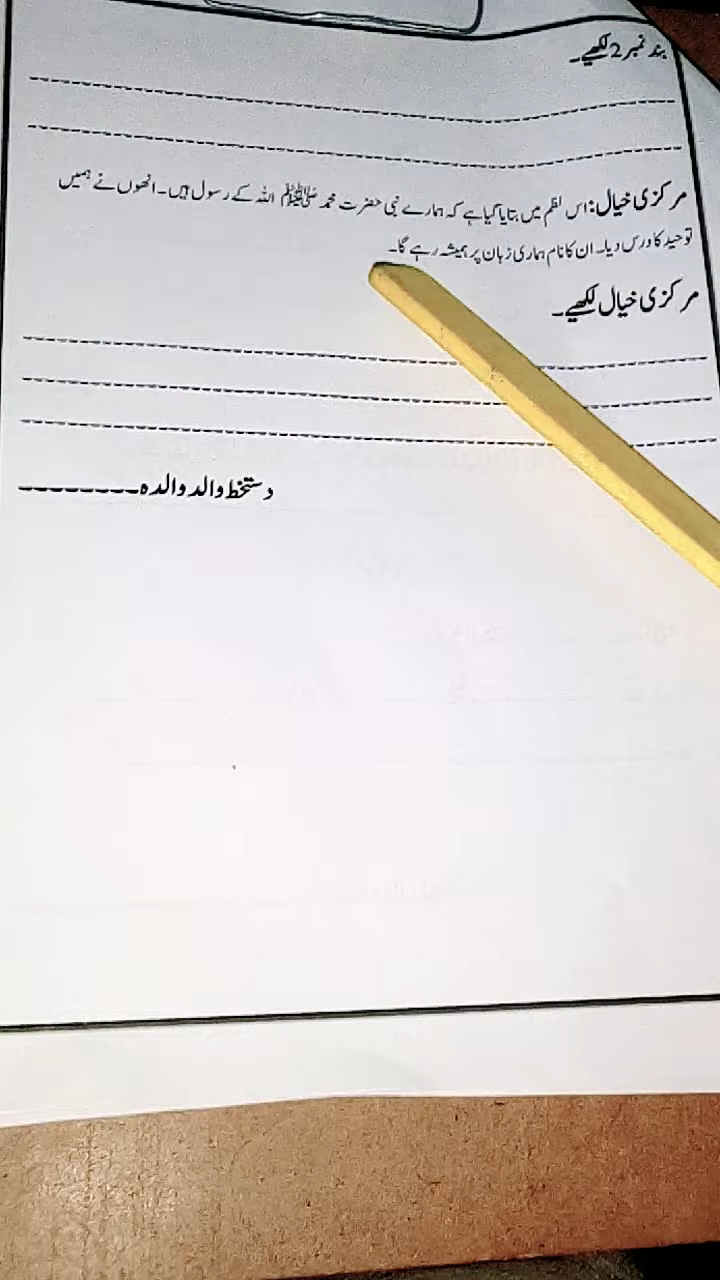 بند نمبر 2 لکھیے۔
مرکزی خیال: اس نظم میں بتایا گیا ہے کہ ہمارے نبی حضرت محمد ﷺ اللہ کے رسول ہیں۔ انھوں نے ہمیں
توحید کا درس دیا۔ ان کا نام ہماری زبان پر ہمیشہ رہے گا۔
مرکزی خیال لکھیے۔
دستخط والد والدہ---------